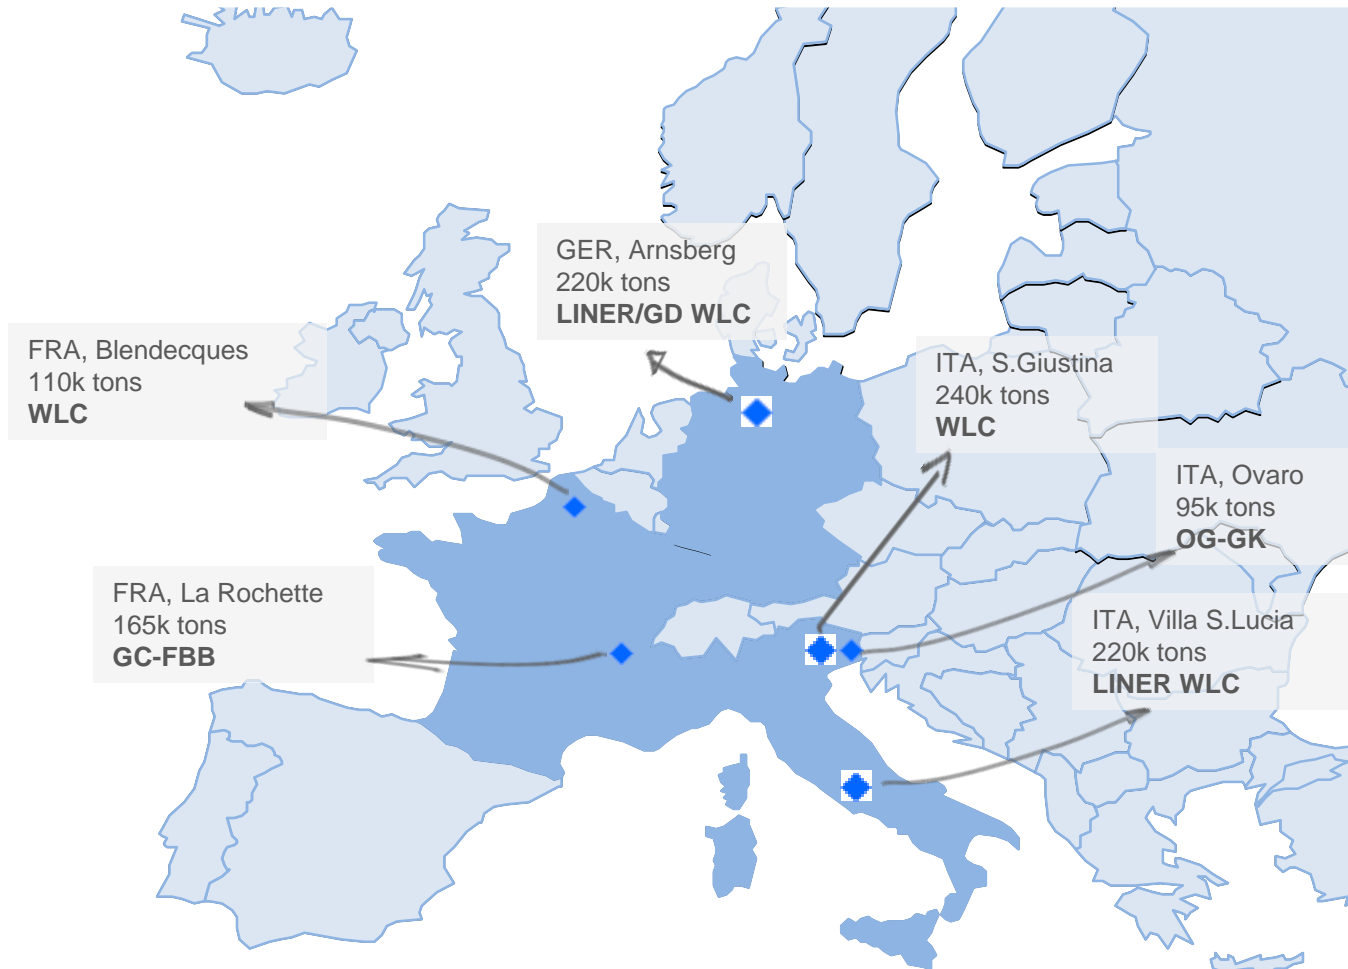 GER, Arnsberg
220k tons
LINER/GD WLC
FRA, Blendecques
110k tons
WLC
ITA, S.Giustina
240k tons
WLC
ITA, Ovaro
95k tons
OG-GK
FRA, La Rochette
165k tons
GC-FBB
ITA, Villa S.Lucia
220k tons
LINER WLC